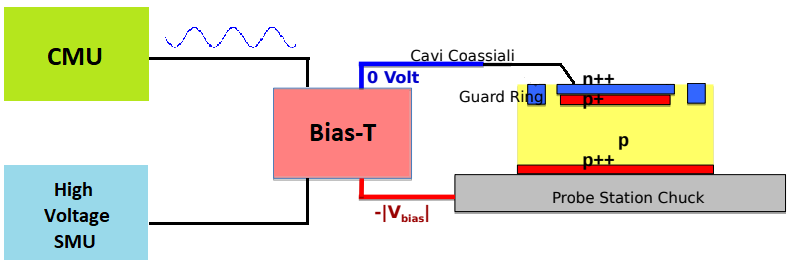 CMU
Cavi Coassiali
0 Volt
n++
Guard Ring
p+
Bias-T
p
p++
High
Voltage
SMU
Probe Station Chuck
-|Vbias|